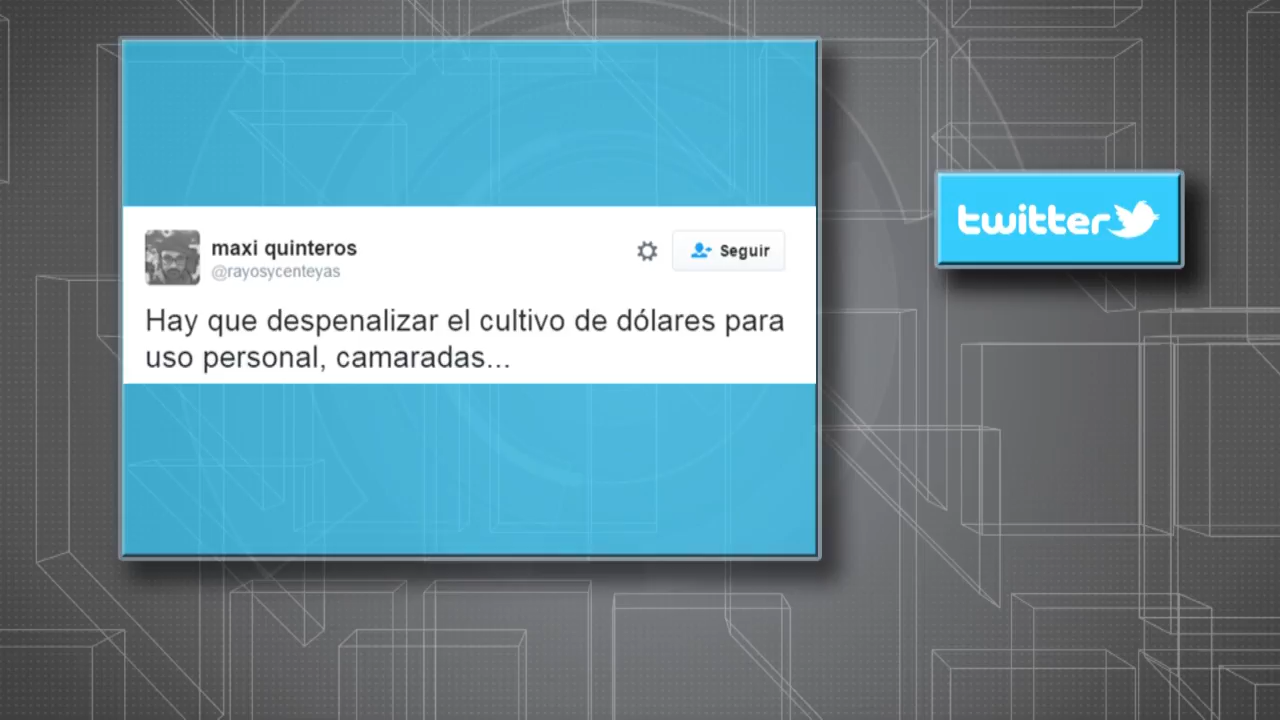 maxi quinteros
@rayosycenteyas
Seguir
Hay que despenalizar el cultivo de dólares para
uso personal, camaradas...
twitter